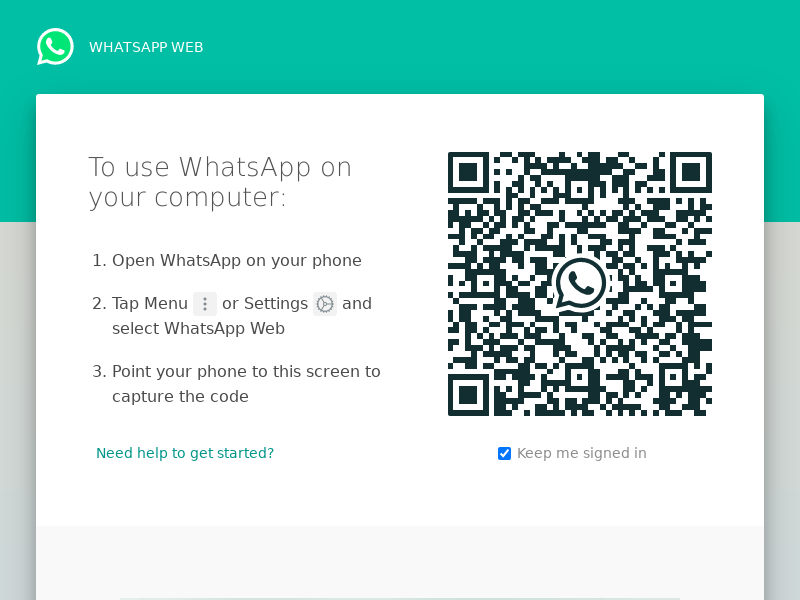 WHATSAPP WEB
To use WhatsApp on
your computer:
1. Open WhatsApp on your phone
2. Tap Menu or Settings and
select WhatsApp Web
3. Point your phone to this screen to
capture the code
Need help to get started?
Keep me signed in